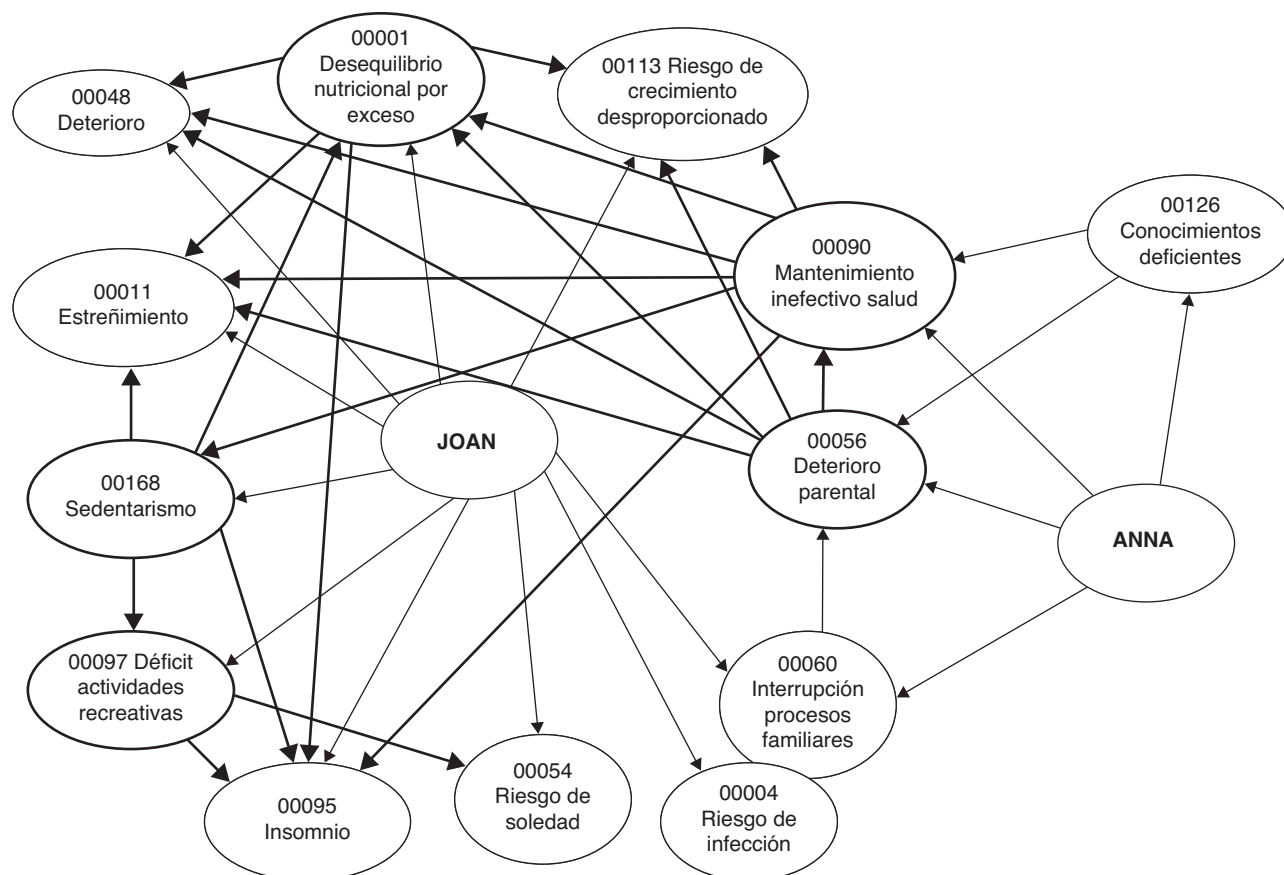 00001
Desequilibrio
nutricional por
exceso
00113 Riesgo de
crecimiento
desproporcionado
00048
Deterioro
00126
Conocimientos
deficientes
00090
Mantenimiento
inefectivo salud
00011
Estreñimiento
JOAN
00056
Deterioro
parental
00168
Sedentarismo
ANNA
00097 Déficit
actividades
recreativas
00060
Interrupción
procesos
familiares
00095
Insomnio
00054
Riesgo de
soledad
00004
Riesgo de
infección